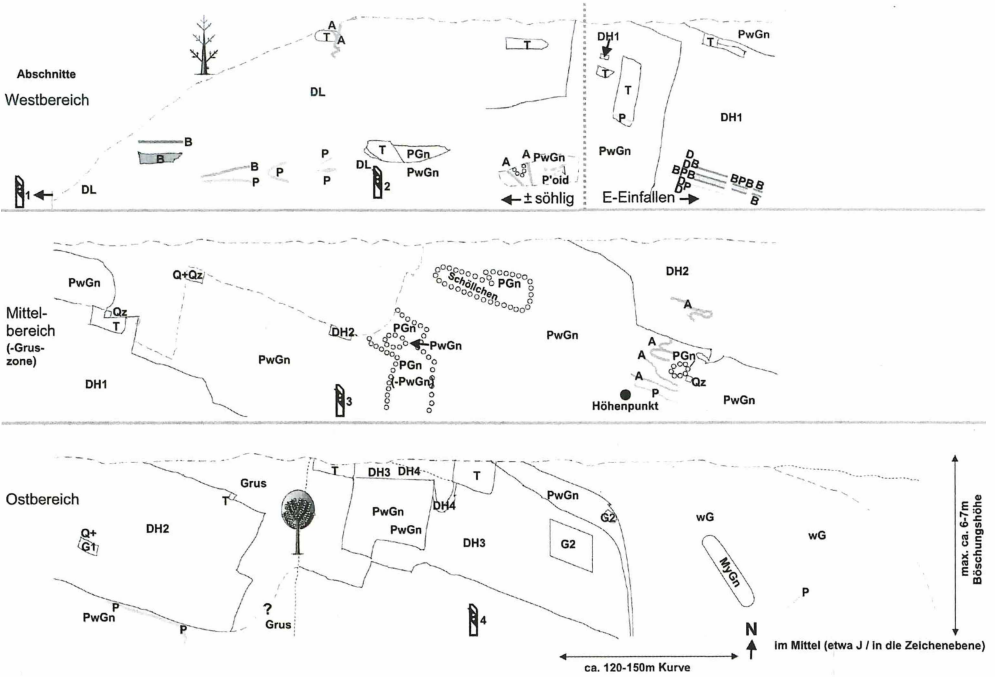 Abschnitte
Westbereich
DL
1
DL
B
B
T
A
A
B
P
P
P
P
DL
T
PGn
PwGn
2
T
A
A
PwGn
P'oid
± söhlig
DH1
T
T
P
PwGn
E-Einfallen
PwGn
T
DH1
D
DB
BPB
DP
BPB B
B
Mittel-
bereich
(-Grus-
zone)
PwGn
Q+Qz
Qz
T
DH1
PwGn
DH2
3
Schöllchen
PGn
PGn
PwGn
PGn
(-PwGn)
PwGn
DH2
A
A
A
A
P
PGn
Qz
Höhenpunkt
PwGn
Ostbereich
Grus
T
DH2
Q+
G1
P
PwGn
P
?
Grus
T
DH3 DH4
T
PwGn
PwGn
DH4
DH3
4
PwGn
G2
G2
wG
wG
MyGn
P
N
im Mittel (etwa J / in die Zeichenebene)
ca. 120-150m Kurve
max. ca. 6-7m
Böschungshöhe